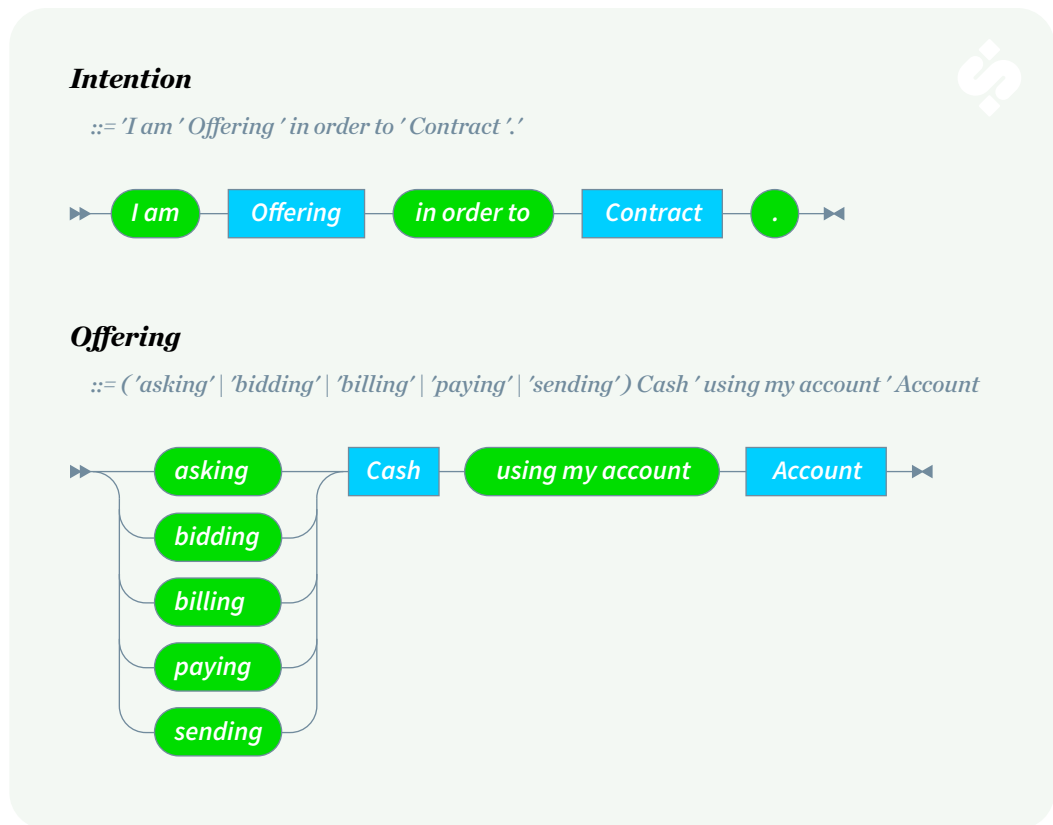 Intention
::= 'I am ' Offering ' in order to ' Contract '.'
I am Offering in order to Contract .
Offering
::= ( 'asking' | 'bidding' | 'billing' | 'paying' | 'sending' ) Cash ' using my account ' Account
asking Cash using my account Account
bidding
billing
paying
sending